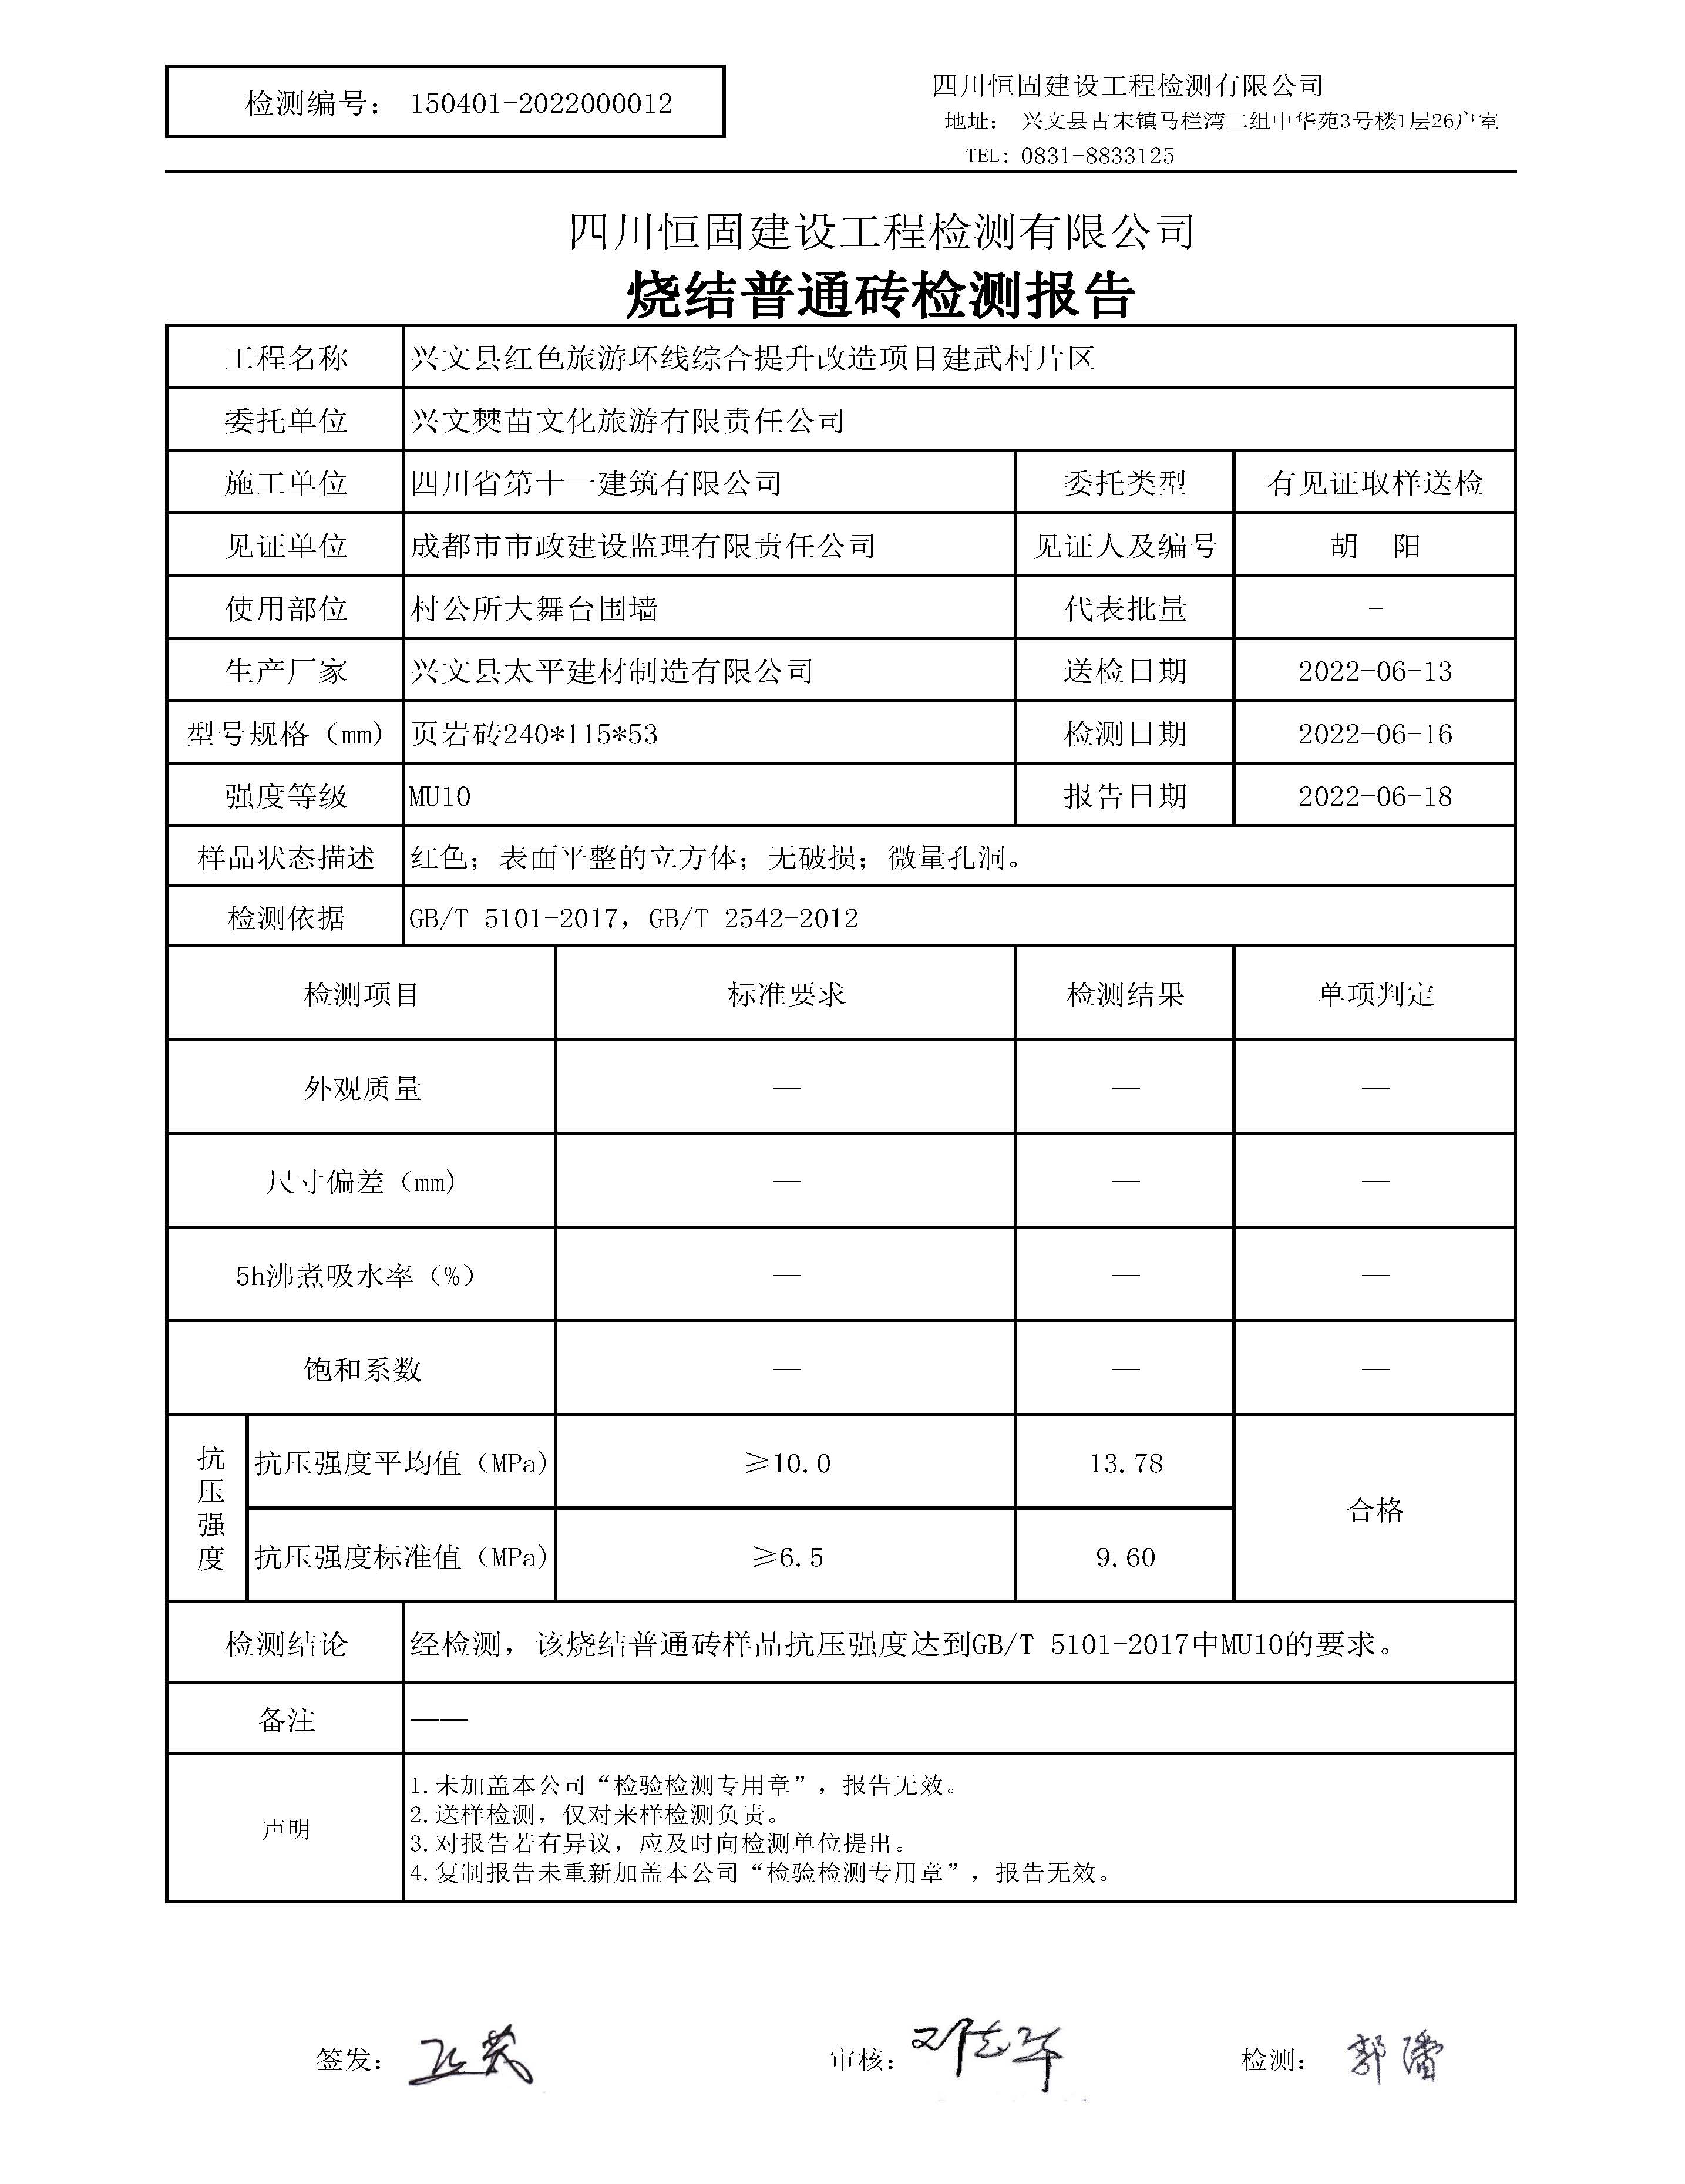 检测编号： 150401-2022000012
四川恒固建设工程检测有限公司
地址： 兴文县古宋镇马栏湾二组中华苑3号楼1层26户室
TEL: 0831-8833125
四川恒固建设工程检测有限公司
烧结普通砖检测报告
工程名称 兴文县红色旅游环线综合提升改造项目建武村片区
委托单位 兴文僰苗文化旅游有限责任公司
施工单位 四川省第十一建筑有限公司 委托类型 有见证取样送检
见证单位 成都市市政建设监理有限责任公司 见证人及编号 胡 阳
使用部位 村公所大舞台围墙 代表批量 -
生产厂家 兴文县太平建材制造有限公司 送检日期 2022-06-13
型号规格（mm） 页岩砖240*115*53 检测日期 2022-06-16
强度等级 MU10 报告日期 2022-06-18
样品状态描述 红色；表面平整的立方体；无破损；微量孔洞。
检测依据 GB/T 5101-2017，GB/T 2542-2012
检测项目 标准要求 检测结果 单项判定
外观质量 — — —
尺寸偏差（mm） — — —
5h沸煮吸水率（%） — — —
饱和系数 — — —
抗压强度 抗压强度平均值（MPa） ≥10.0 13.78 合格
抗压强度标准值（MPa） ≥6.5 9.60
检测结论 经检测，该烧结普通砖样品抗压强度达到GB/T 5101-2017中MU10的要求。
备注 ——
声明 1.未加盖本公司“检验检测专用章”，报告无效。
2.送样检测，仅对来样检测负责。
3.对报告若有异议，应及时向检测单位提出。
4.复制报告未重新加盖本公司“检验检测专用章”，报告无效。
签发： 审核：邓志华 检测：郭潘